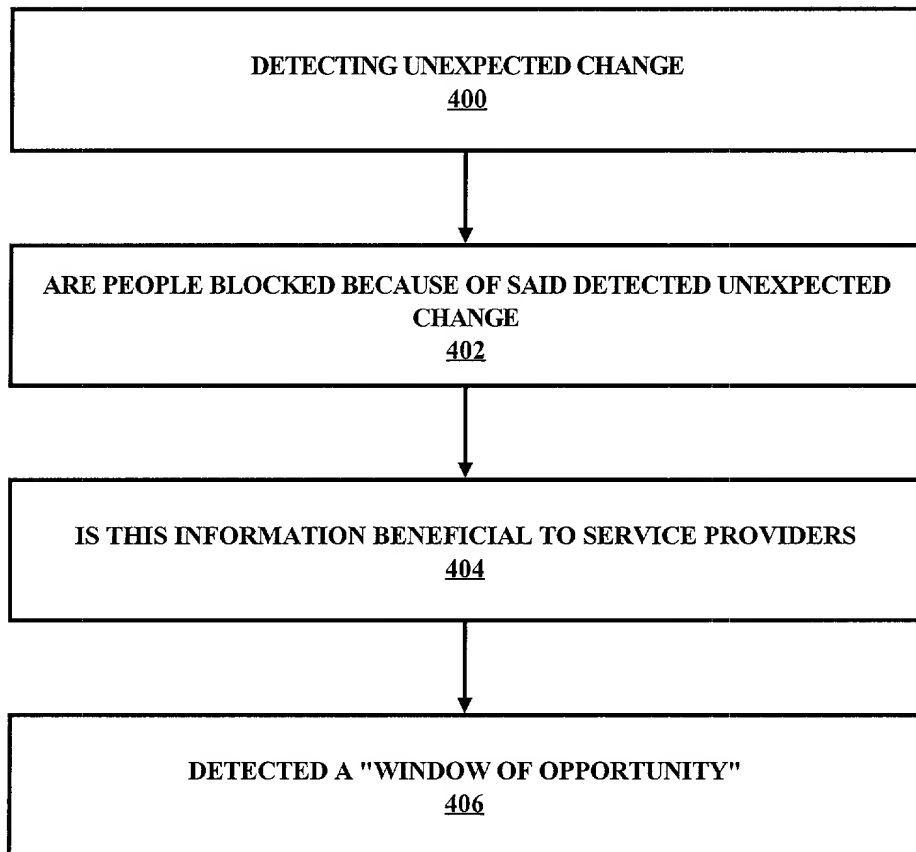 DETECTING UNEXPECTED CHANGE
400
ARE PEOPLE BLOCKED BECAUSE OF SAID DETECTED UNEXPECTED
CHANGE
402
IS THIS INFORMATION BENEFICIAL TO SERVICE PROVIDERS
404
DETECTED A "WINDOW OF OPPORTUNITY"
406